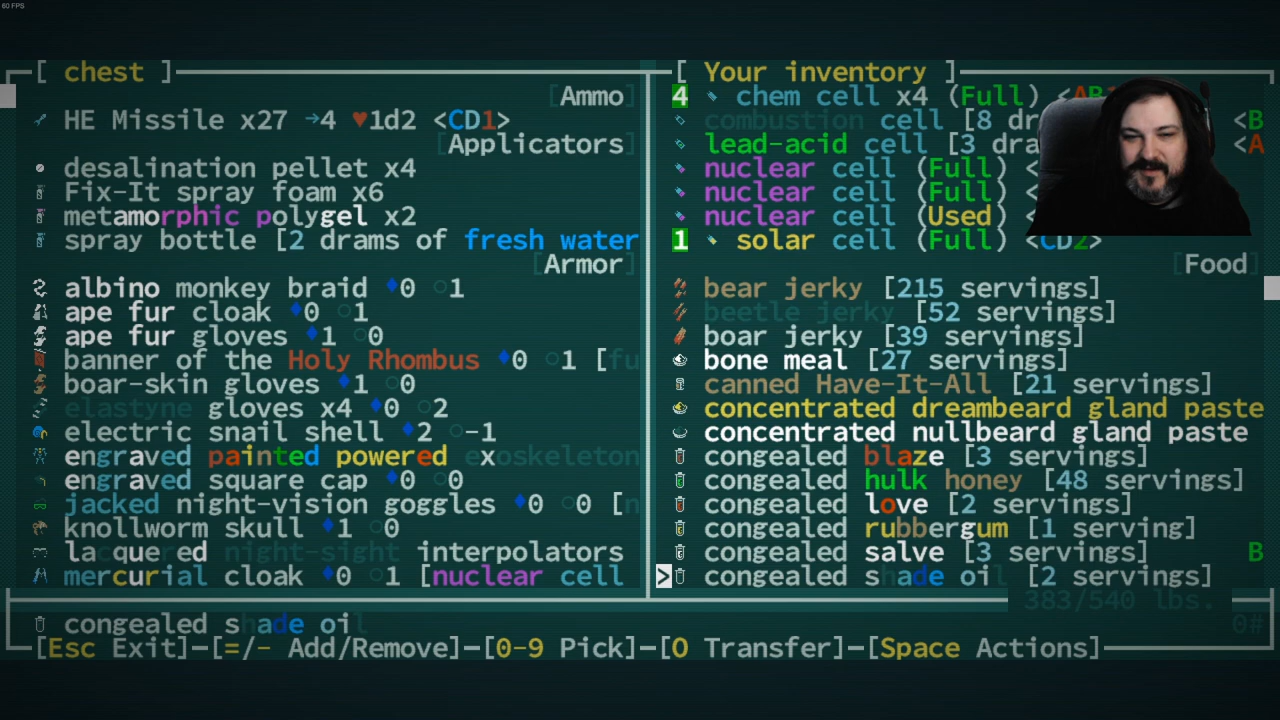 60 FPS
[ chest ]
[Ammo]
HE Missile x27 →4 ♥1d2 <CD1>
[Applicators]
desalination pellet x4
Fix-It spray foam x6
metamorphic polygel x2
spray bottle [2 drams of fresh water
[Armor]
albino monkey braid ♦0 ○1
ape fur cloak ♦0 ○1
ape fur gloves ♦1 ○0
banner of the Holy Rhombus ♦0 ○1 [fu
boar-skin gloves ♦1 ○0
elastyne gloves x4 ♦0 ○2
electric snail shell ♦2 ○-1
engraved painted powered exoskeleton
engraved square cap ♦0 ○0
jacked night-vision goggles ♦0 ○0 [n
knollworm skull ♦1 ○0
lacquered night-sight interpolators
mercurial cloak ♦0 ○1 [nuclear cell
[ Your inventory ]
4 chem cell x4 (Full) <AB
combustion cell [8 dr <B
lead-acid cell [3 dra <A
nuclear cell (Full) <
nuclear cell (Full) <
nuclear cell (Used) <
1 solar cell (Full) <CD2>
[Food]
bear jerky [215 servings]
beetle jerky [52 servings]
boar jerky [39 servings]
bone meal [27 servings]
canned Have-It-All [21 servings]
concentrated dreambeard gland paste
concentrated nullbeard gland paste
congealed blaze [3 servings]
congealed hulk honey [48 servings]
congealed love [2 servings]
congealed rubbergum [1 serving]
congealed salve [3 servings] B
> congealed shade oil [2 servings]
383/540 lbs.
congealed shade oil 0#
[Esc Exit]-[=/- Add/Remove]-[0-9 Pick]-[O Transfer]-[Space Actions]